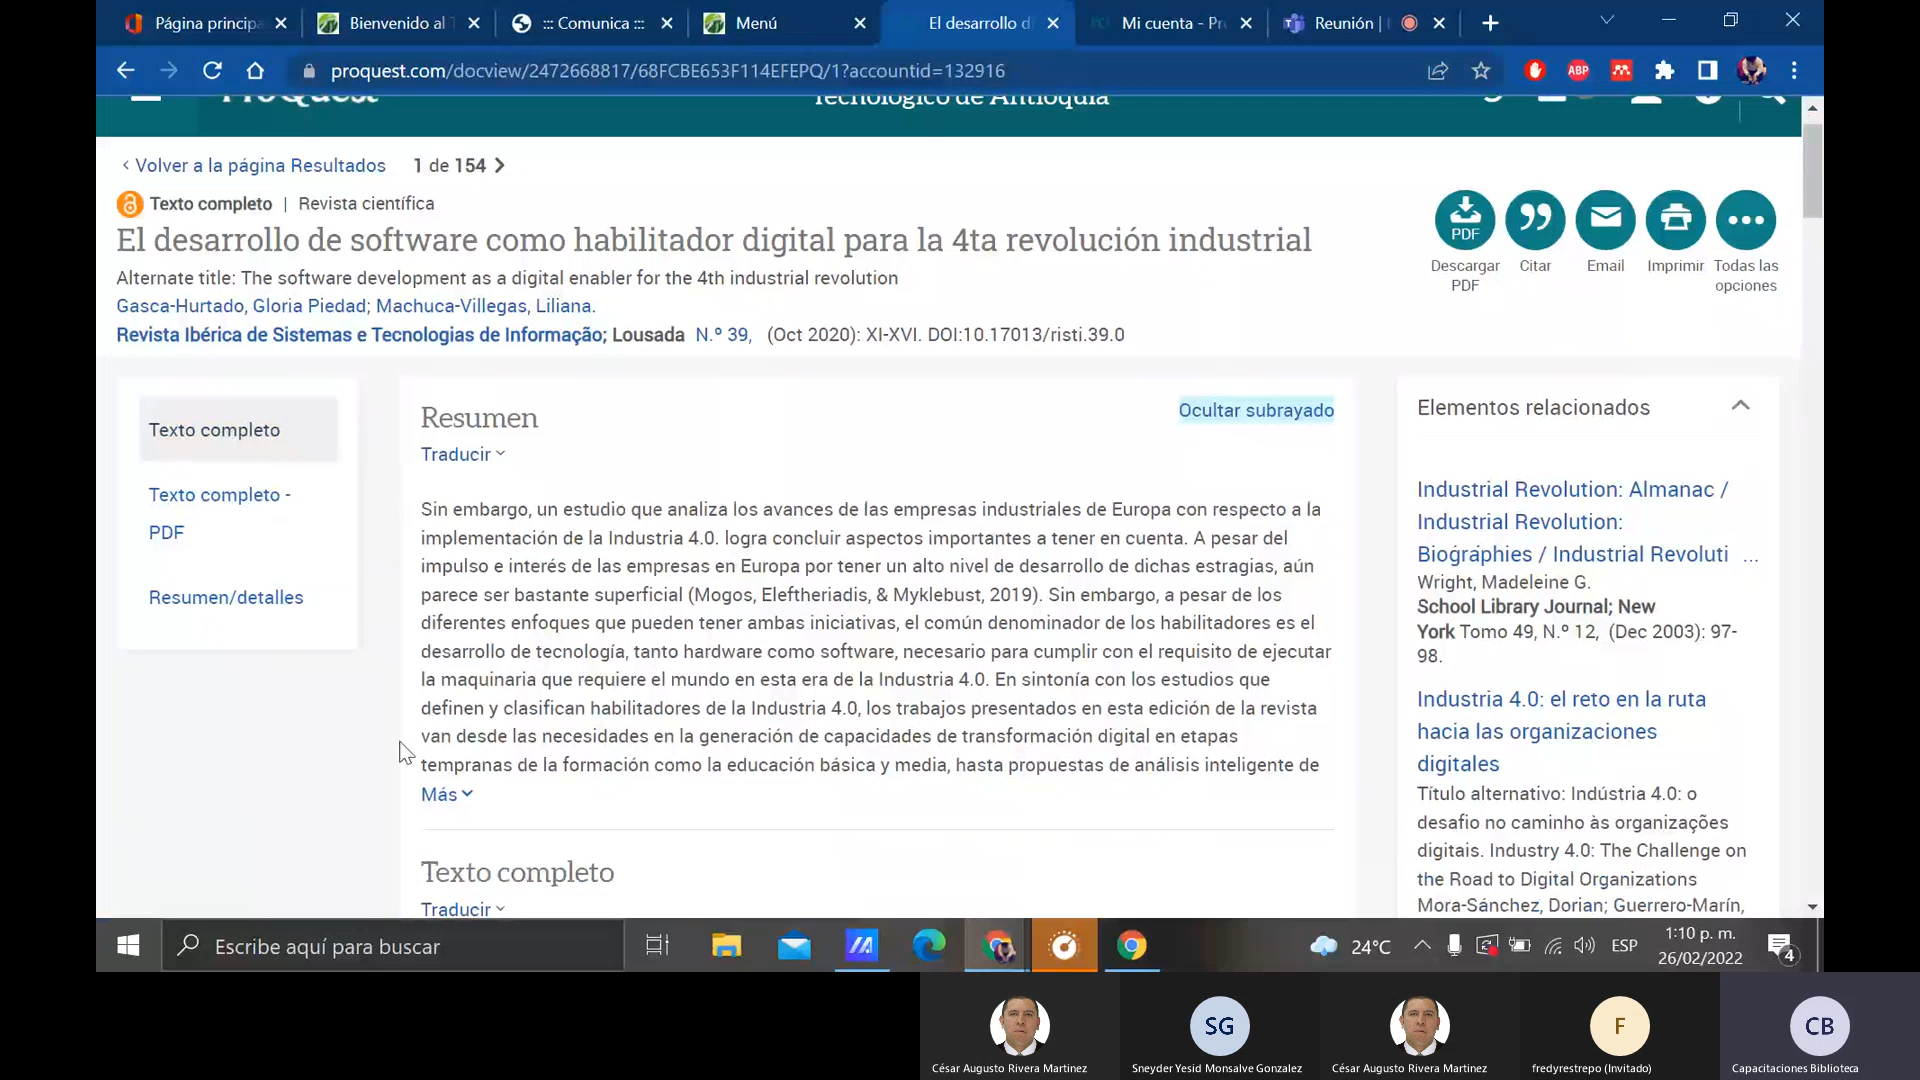 Página principa
Bienvenido al T
::: Comunica :::
Menú
El desarrollo d
Mi cuenta - Pr
Reunión |
proquest.com/docview/2472668817/68FCBE653F114EFEPQ/1?accountid=132916
ABP
ProQuest
Tecnológico de Antioquia
Volver a la página Resultados
1 de 154
Texto completo | Revista científica
El desarrollo de software como habilitador digital para la 4ta revolución industrial
Alternate title: The software development as a digital enabler for the 4th industrial revolution
Gasca-Hurtado, Gloria Piedad; Machuca-Villegas, Liliana.
Revista Ibérica de Sistemas e Tecnologias de Informação; Lousada N.º 39, (Oct 2020): XI-XVI. DOI:10.17013/risti.39.0
PDF
Descargar PDF
Citar
Email
Imprimir
Todas las opciones
Texto completo
Texto completo -
PDF
Resumen/detalles
Resumen
Ocultar subrayado
Traducir
Sin embargo, un estudio que analiza los avances de las empresas industriales de Europa con respecto a la
implementación de la Industria 4.0. logra concluir aspectos importantes a tener en cuenta. A pesar del
impulso e interés de las empresas en Europa por tener un alto nivel de desarrollo de dichas estragias, aún
parece ser bastante superficial (Mogos, Eleftheriadis, & Myklebust, 2019). Sin embargo, a pesar de los
diferentes enfoques que pueden tener ambas iniciativas, el común denominador de los habilitadores es el
desarrollo de tecnología, tanto hardware como software, necesario para cumplir con el requisito de ejecutar
la maquinaria que requiere el mundo en esta era de la Industria 4.0. En sintonía con los estudios que
definen y clasifican habilitadores de la Industria 4.0, los trabajos presentados en esta edición de la revista
van desde las necesidades en la generación de capacidades de transformación digital en etapas
tempranas de la formación como la educación básica y media, hasta propuestas de análisis inteligente de
Más
Texto completo
Traducir
Elementos relacionados
Industrial Revolution: Almanac /
Industrial Revolution:
Biographies / Industrial Revoluti ...
Wright, Madeleine G.
School Library Journal; New
York Tomo 49, N.º 12, (Dec 2003): 97-
98.
Industria 4.0: el reto en la ruta
hacia las organizaciones
digitales
Título alternativo: Indústria 4.0: o
desafio no caminho às organizações
digitais. Industry 4.0: The Challenge on
the Road to Digital Organizations
Mora-Sánchez, Dorian; Guerrero-Marín,
Escribe aquí para buscar
24°C
ESP
1:10 p. m.
26/02/2022
4
SG
F
CB
César Augusto Rivera Martinez
Sneyder Yesid Monsalve Gonzalez
César Augusto Rivera Martinez
fredyrestrepo (Invitado)
Capacitaciones Biblioteca